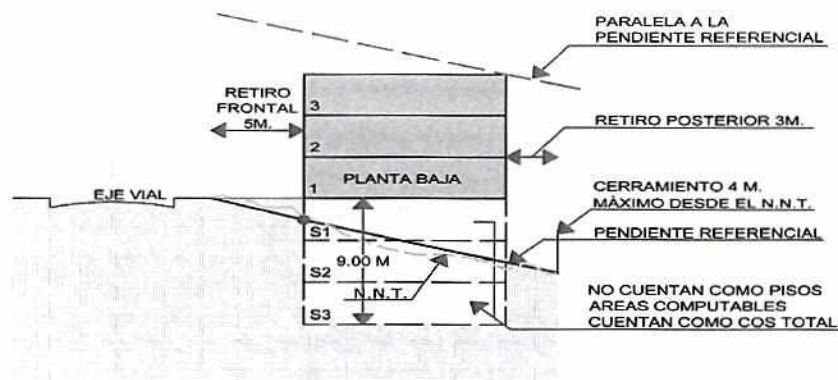 PARALELA A LA
PENDIENTE REFERENCIAL
RETIRO
FRONTAL
5M.
3
2
1
PLANTA BAJA
RETIRO POSTERIOR 3M.
EJE VIAL
CERRAMIENTO 4 M.
MÀXIMO DESDE EL N.N.T.
PENDIENTE REFERENCIAL
S1
9.00 M
S2
N.N.T.
S3
NO CUENTAN COMO PISOS
AREAS COMPUTABLES
CUENTAN COMO COS TOTAL